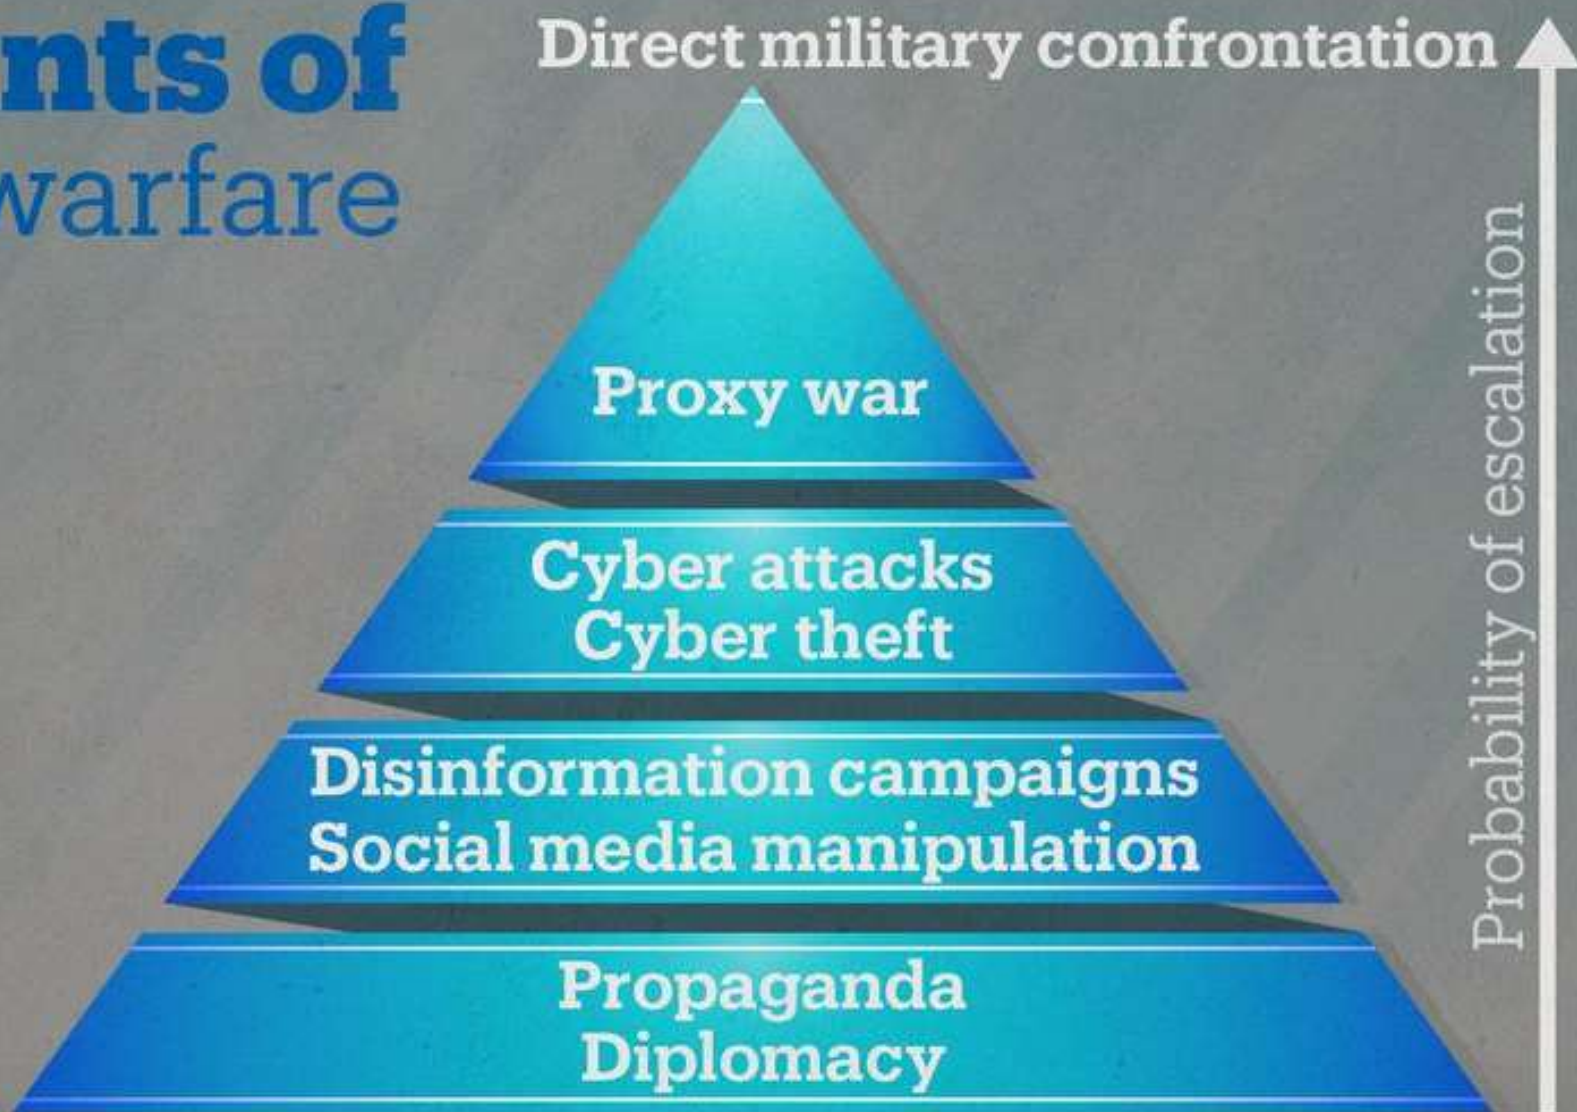 nts of
warfare
Direct military confrontation
Proxy war
Cyber attacks
Cyber theft
Disinformation campaigns
Social media manipulation
Propaganda
Diplomacy
Probability of escalation